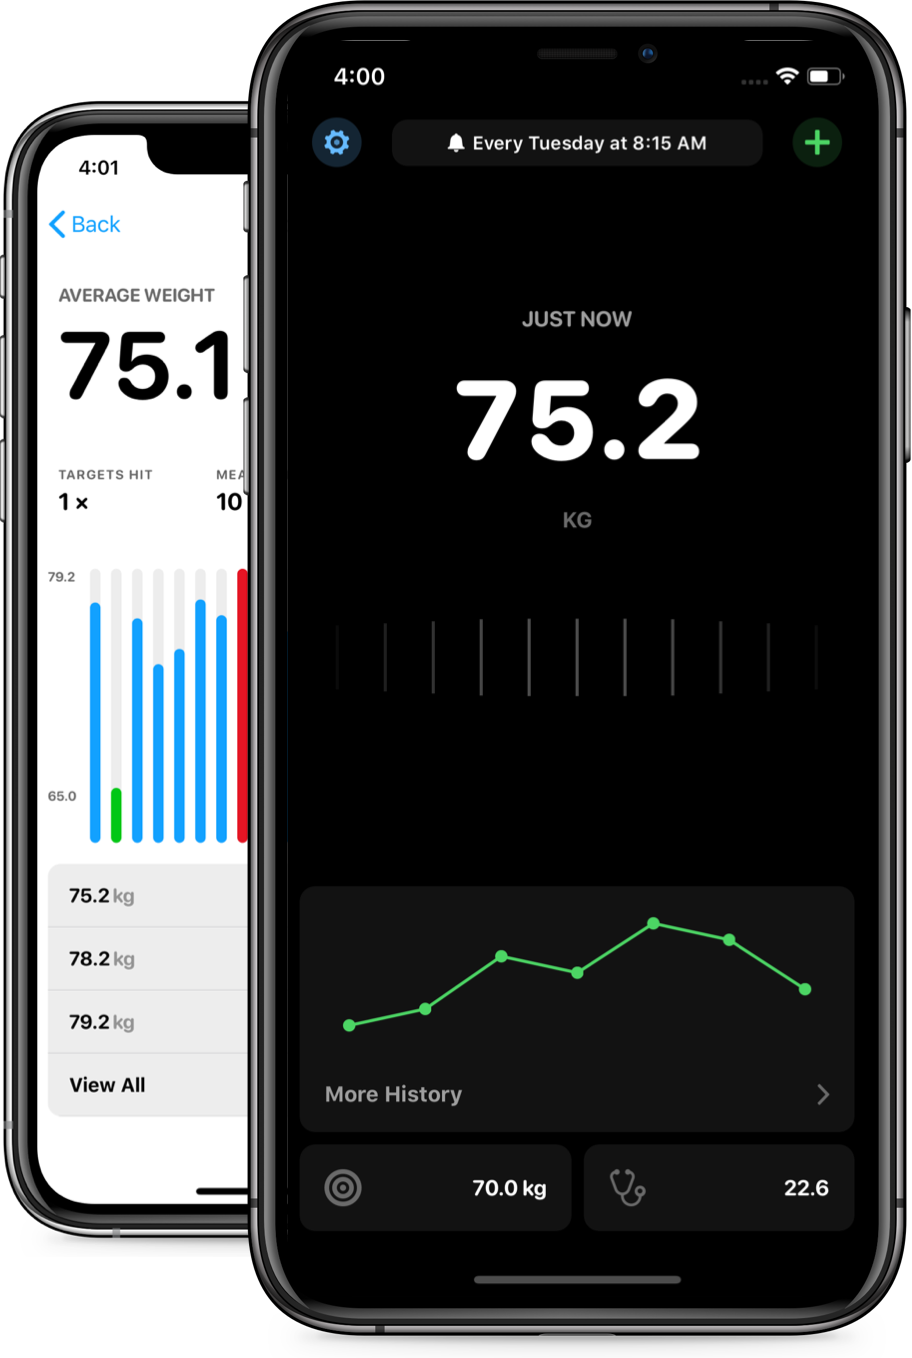 4:01
Back
AVERAGE WEIGHT
75.1
TARGETS HIT
1 ×
10
79.2
65.0
75.2 kg
78.2 kg
79.2 kg
View All
4:00
Every Tuesday at 8:15 AM
JUST NOW
75.2
KG
More History
70.0 kg
22.6